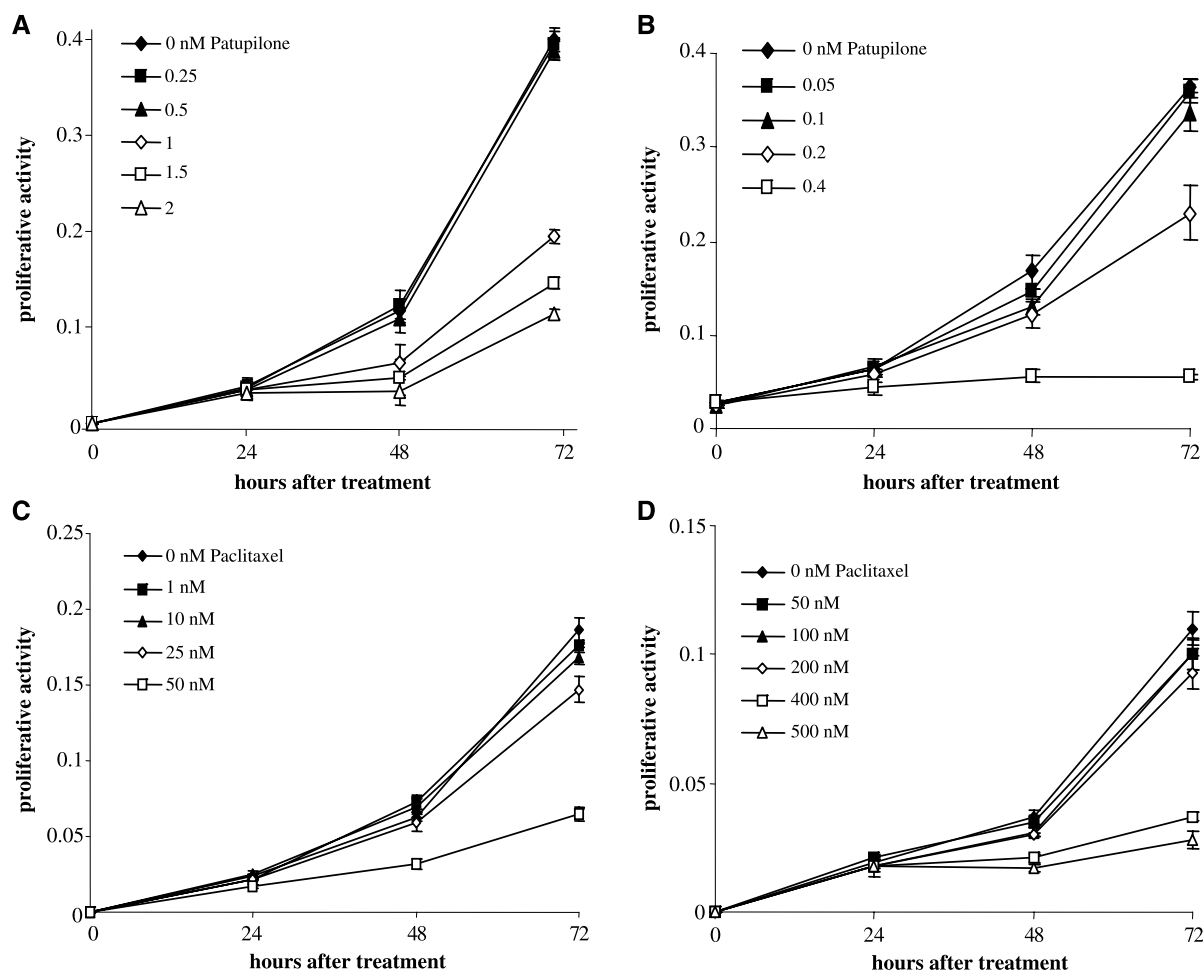 A
0 nM Patupilone
0.25
0.5
1
1.5
2
0.4
0.3
0.2
0.1
0
proliferative activity
0 24 48 72
hours after treatment
B
0 nM Patupilone
0.05
0.1
0.2
0.4
0.4
0.3
0.2
0.1
0
proliferative activity
0 24 48 72
hours after treatment
C
0 nM Paclitaxel
1 nM
10 nM
25 nM
50 nM
0.25
0.2
0.15
0.1
0.05
0
proliferative activity
0 24 48 72
hours after treatment
D
0 nM Paclitaxel
50 nM
100 nM
200 nM
400 nM
500 nM
0.15
0.1
0.05
0
proliferative activity
0 24 48 72
hours after treatment